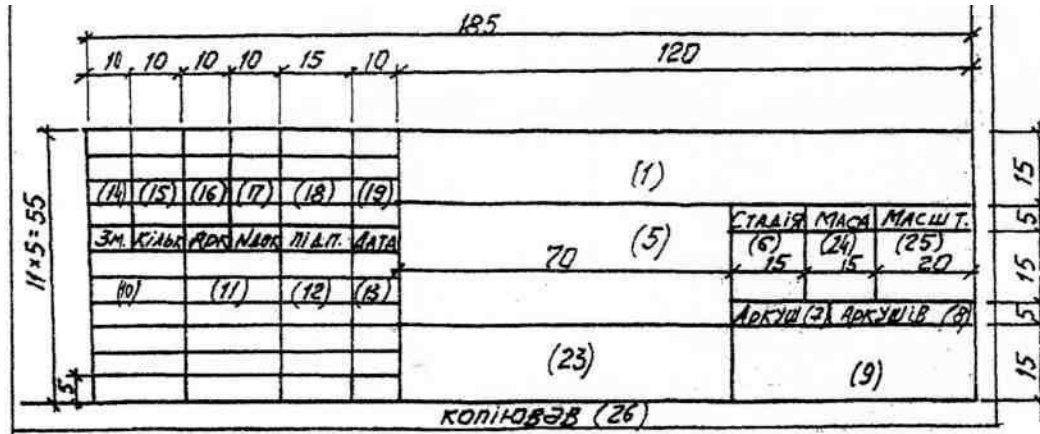 185
10 10 10 10 15 10 120
11×5=55
(1) 15
(14) (15) (16) (17) (18) (19)
Зм. Кільк Арк №док Підп. Дата
(5) Стадія Маса Масшт. 5
(6) (24) (25)
70 15 15 20 15
(10) (11) (12) (13)
Аркуш (7) Аркушів (8) 5
(23) (9) 15
5
Копіював (26)